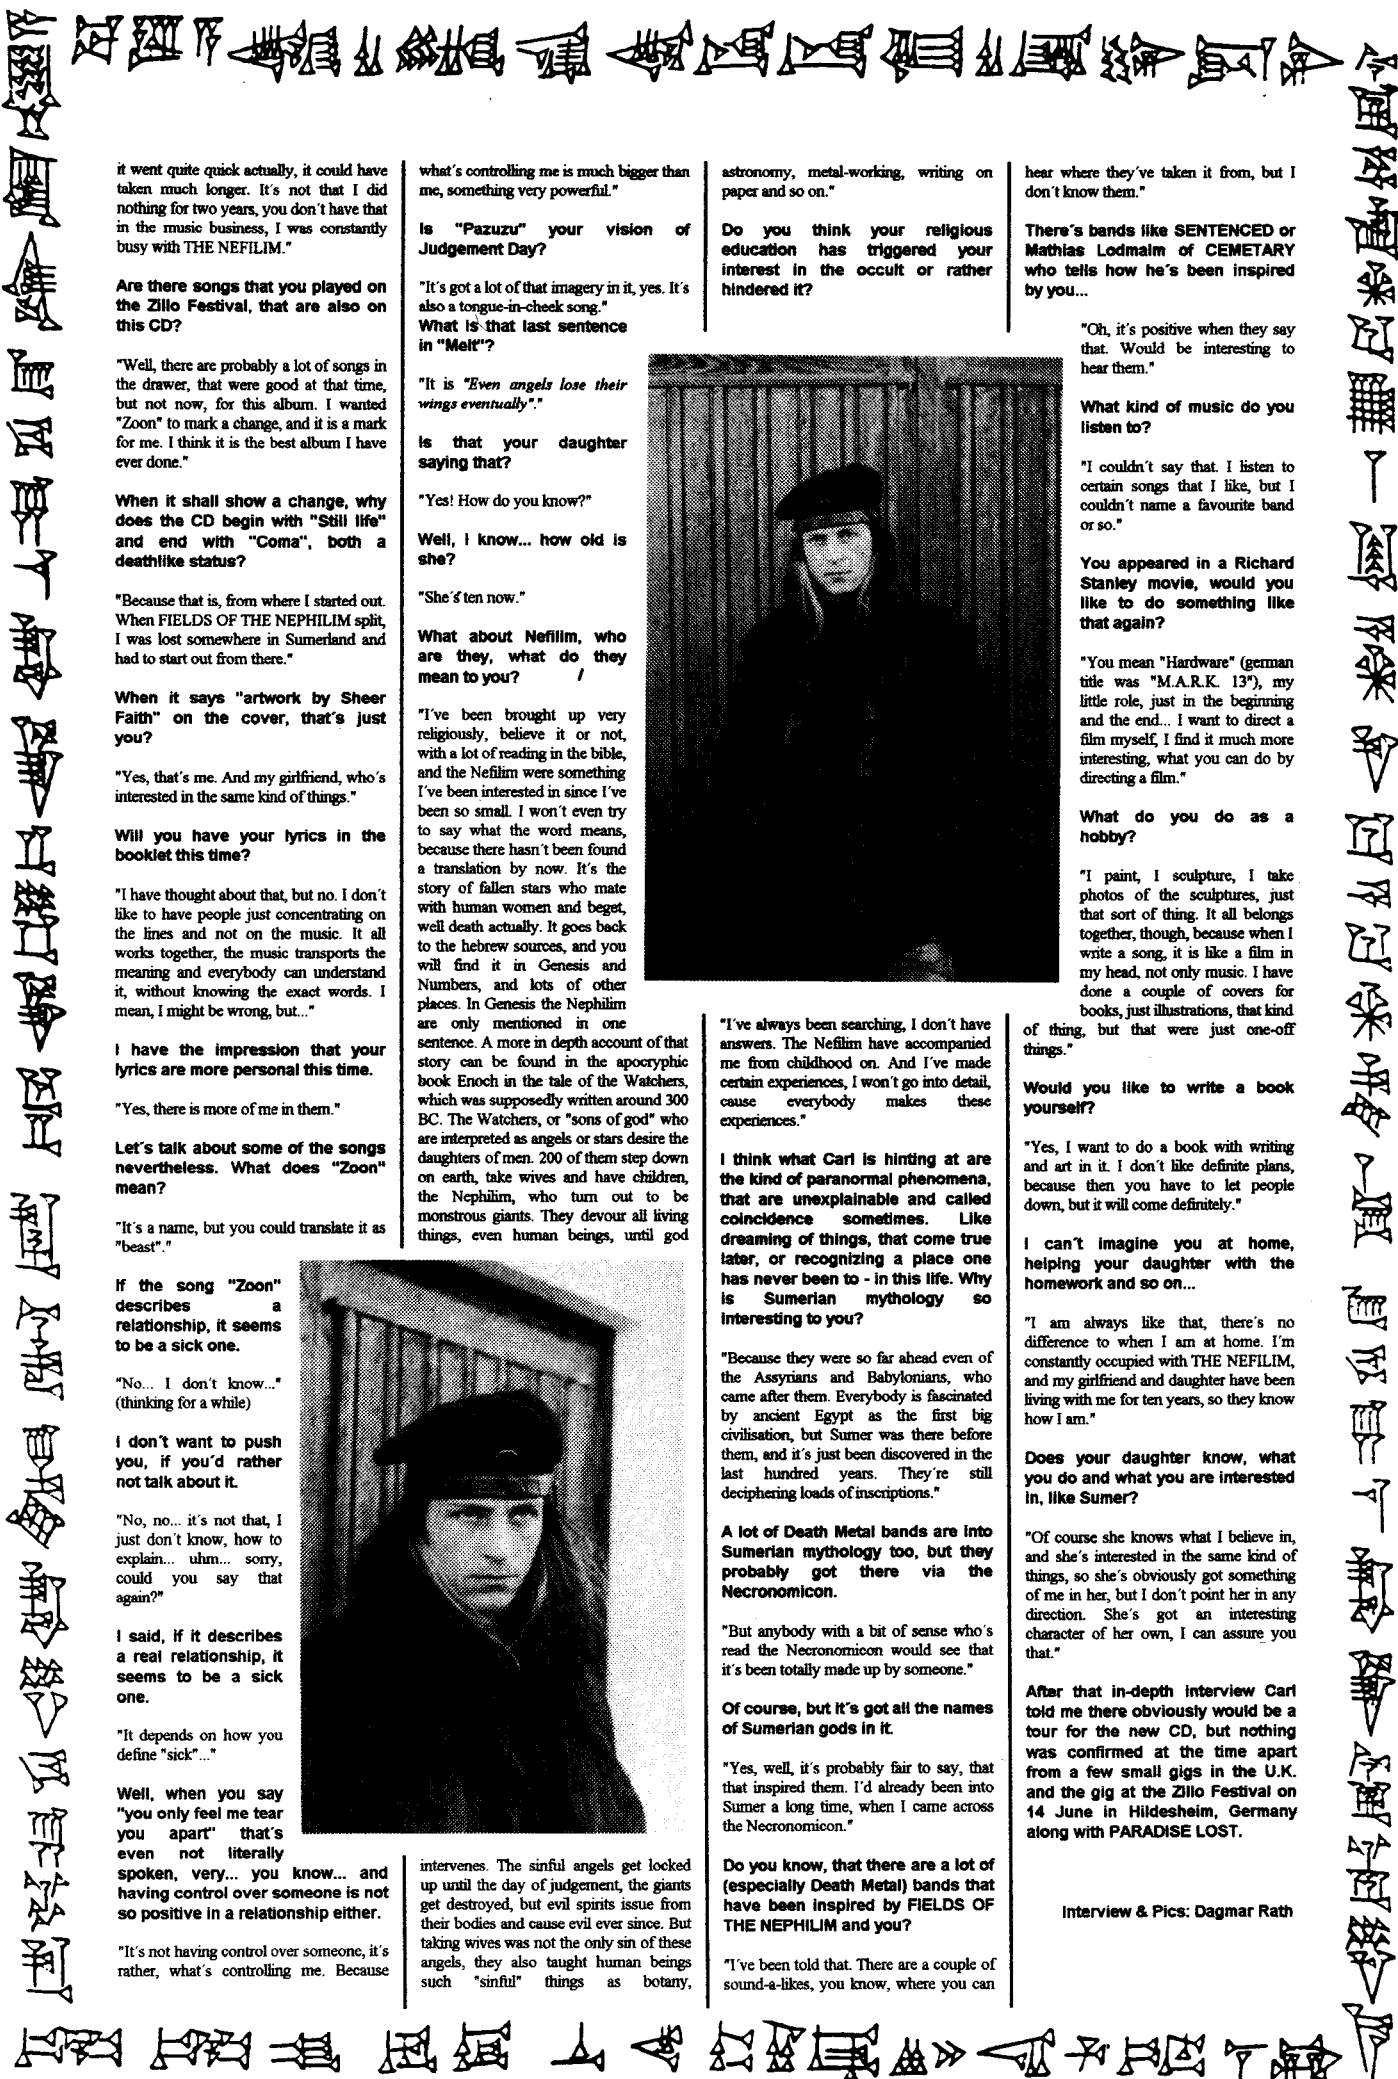 it went quite quick actually, it could have
taken much longer. It´s not that I did
nothing for two years, you don´t have that
in the music business, I was constantly
busy with THE NEFILIM."
Are there songs that you played on
the Zillo Festival, that are also on
this CD?
"Well, there are probably a lot of songs in
the drawer, that were good at that time,
but not now, for this album. I wanted
"Zoon" to mark a change, and it is a mark
for me. I think it is the best album I have
ever done."
When it shall show a change, why
does the CD begin with "Still life"
and end with "Coma", both a
deathlike status?
"Because that is, from where I started out.
When FIELDS OF THE NEPHILIM split,
I was lost somewhere in Sumerland and
had to start out from there."
When it says "artwork by Sheer
Faith" on the cover, that´s just
you?
"Yes, that´s me. And my girlfriend, who´s
interested in the same kind of things."
Will you have your lyrics in the
booklet this time?
"I have thought about that, but no. I don´t
like to have people just concentrating on
the lines and not on the music. It all
works together, the music transports the
meaning and everybody can understand
it, without knowing the exact words. I
mean, I might be wrong, but..."
I have the impression that your
lyrics are more personal this time.
"Yes, there is more of me in them."
Let´s talk about some of the songs
nevertheless. What does "Zoon"
mean?
"It´s a name, but you could translate it as
"beast"."
If the song "Zoon"
describes a
relationship, it seems
to be a sick one.
"No... I don´t know..."
(thinking for a while)
I don´t want to push
you, if you´d rather
not talk about it.
"No, no... it´s not that, I
just don´t know, how to
explain... uhm... sorry,
could you say that
again?"
I said, if it describes
a real relationship, it
seems to be a sick
one.
"It depends on how you
define "sick"..."
Well, when you say
"you only feel me tear
you apart" that´s
even not literally
spoken, very... you know... and
having control over someone is not
so positive in a relationship either.
"It´s not having control over someone, it´s
rather, what´s controlling me. Because
what´s controlling me is much bigger than
me, something very powerful."
Is "Pazuzu" your vision of
Judgement Day?
"It´s got a lot of that imagery in it, yes. It´s
also a tongue-in-cheek song."
What is that last sentence
in "Melt"?
"It is "Even angels lose their
wings eventually"."
Is that your daughter
saying that?
"Yes! How do you know?"
Well, I know... how old is
she?
"She´s ten now."
What about Nefilim, who
are they, what do they
mean to you?
"I´ve been brought up very
religiously, believe it or not,
with a lot of reading in the bible,
and the Nefilim were something
I´ve been interested in since I´ve
been so small. I won´t even try
to say what the word means,
because there hasn´t been found
a translation by now. It´s the
story of fallen stars who mate
with human women and beget,
well death actually. It goes back
to the hebrew sources, and you
will find it in Genesis and
Numbers, and lots of other
places. In Genesis the Nephilim
are only mentioned in one
sentence. A more in depth account of that
story can be found in the apocryphic
book Enoch in the tale of the Watchers,
which was supposedly written around 300
BC. The Watchers, or "sons of god" who
are interpreted as angels or stars desire the
daughters of men. 200 of them step down
on earth, take wives and have children,
the Nephilim, who turn out to be
monstrous giants. They devour all living
things, even human beings, until god
intervenes. The sinful angels get locked
up until the day of judgement, the giants
get destroyed, but evil spirits issue from
their bodies and cause evil ever since. But
taking wives was not the only sin of these
angels, they also taught human beings
such "sinful" things as botany,
astronomy, metal-working, writing on
paper and so on."
Do you think your religious
education has triggered your
interest in the occult or rather
hindered it?
"I´ve always been searching, I don´t have
answers. The Nefilim have accompanied
me from childhood on. And I´ve made
certain experiences, I won´t go into detail,
cause everybody makes these
experiences."
I think what Carl is hinting at are
the kind of paranormal phenomena,
that are unexplainable and called
coincidence sometimes. Like
dreaming of things, that come true
later, or recognizing a place one
has never been to - in this life. Why
is Sumerian mythology so
interesting to you?
"Because they were so far ahead even of
the Assyrians and Babylonians, who
came after them. Everybody is fascinated
by ancient Egypt as the first big
civilisation, but Sumer was there before
them, and it´s just been discovered in the
last hundred years. They´re still
deciphering loads of inscriptions."
A lot of Death Metal bands are into
Sumerian mythology too, but they
probably got there via the
Necronomicon.
"But anybody with a bit of sense who´s
read the Necronomicon would see that
it´s been totally made up by someone."
Of course, but it´s got all the names
of Sumerian gods in it.
"Yes, well, it´s probably fair to say, that
that inspired them. I´d already been into
Sumer a long time, when I came across
the Necronomicon."
Do you know, that there are a lot of
(especially Death Metal) bands that
have been inspired by FIELDS OF
THE NEPHILIM and you?
"I´ve been told that. There are a couple of
sound-a-likes, you know, where you can
hear where they´ve taken it from, but I
don´t know them."
There´s bands like SENTENCED or
Mathias Lodmalm of CEMETARY
who tells how he´s been inspired
by you...
"Oh, it´s positive when they say
that. Would be interesting to
hear them."
What kind of music do you
listen to?
"I couldn´t say that. I listen to
certain songs that I like, but I
couldn´t name a favourite band
or so."
You appeared in a Richard
Stanley movie, would you
like to do something like
that again?
"You mean "Hardware" (german
title was "M.A.R.K. 13"), my
little role, just in the beginning
and the end... I want to direct a
film myself, I find it much more
interesting, what you can do by
directing a film."
What do you do as a
hobby?
"I paint, I sculpture, I take
photos of the sculptures, just
that sort of thing. It all belongs
together, though, because when I
write a song, it is like a film in
my head, not only music. I have
done a couple of covers for
books, just illustrations, that kind
of thing, but that were just one-off
things."
Would you like to write a book
yourself?
"Yes, I want to do a book with writing
and art in it. I don´t like definite plans,
because then you have to let people
down, but it will come definitely."
I can´t imagine you at home,
helping your daughter with the
homework and so on...
"I am always like that, there´s no
difference to when I am at home. I´m
constantly occupied with THE NEFILIM,
and my girlfriend and daughter have been
living with me for ten years, so they know
how I am."
Does your daughter know, what
you do and what you are interested
in, like Sumer?
"Of course she knows what I believe in,
and she´s interested in the same kind of
things, so she´s obviously got something
of me in her, but I don´t point her in any
direction. She´s got an interesting
character of her own, I can assure you
that."
After that in-depth interview Carl
told me there obviously would be a
tour for the new CD, but nothing
was confirmed at the time apart
from a few small gigs in the U.K.
and the gig at the Zillo Festival on
14 June in Hildesheim, Germany
along with PARADISE LOST.
Interview & Pics: Dagmar Rath